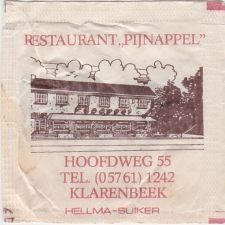 RESTAURANT „PIJNAPPEL”
HOOFDWEG 55
TEL. (05761) 1242
KLARENBEEK
HELLMA-SUIKER